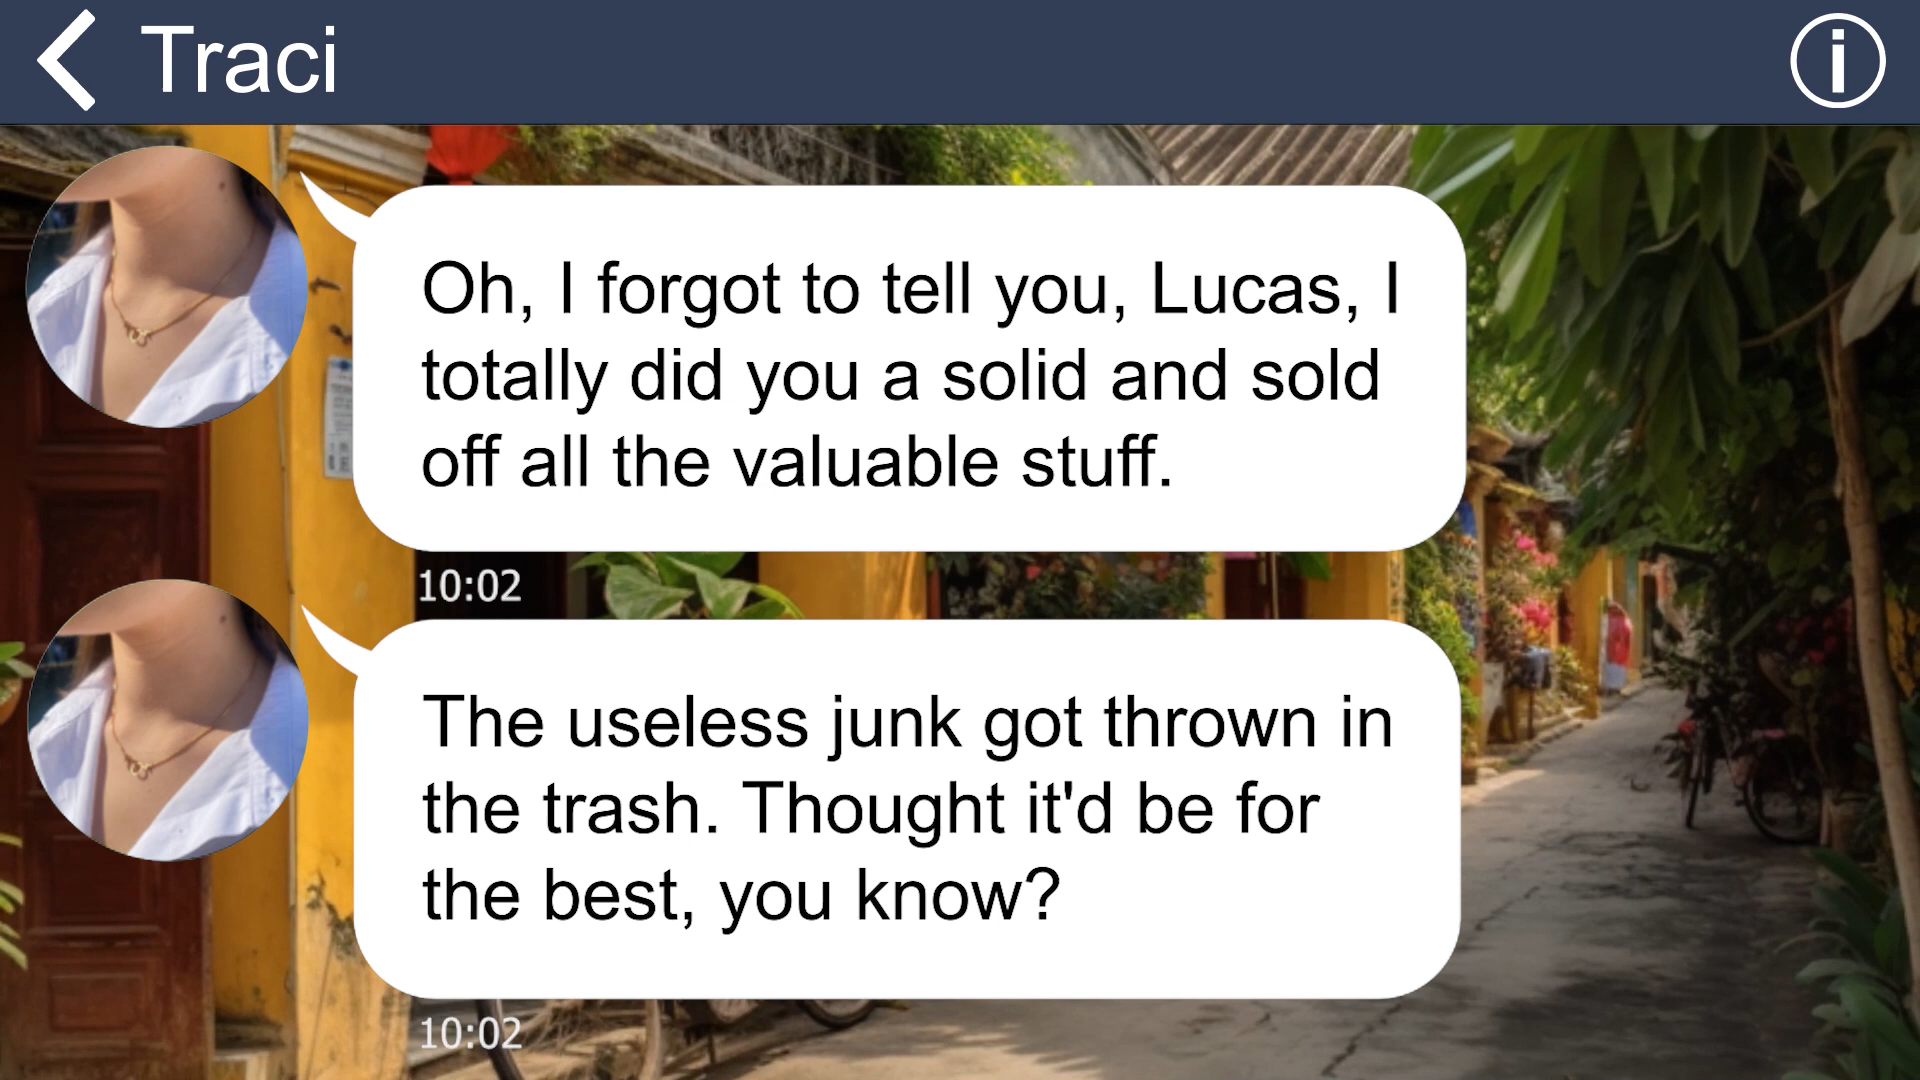 Traci
Oh, I forgot to tell you, Lucas, I
totally did you a solid and sold
off all the valuable stuff.
10:02
The useless junk got thrown in
the trash. Thought it'd be for
the best, you know?
10:02